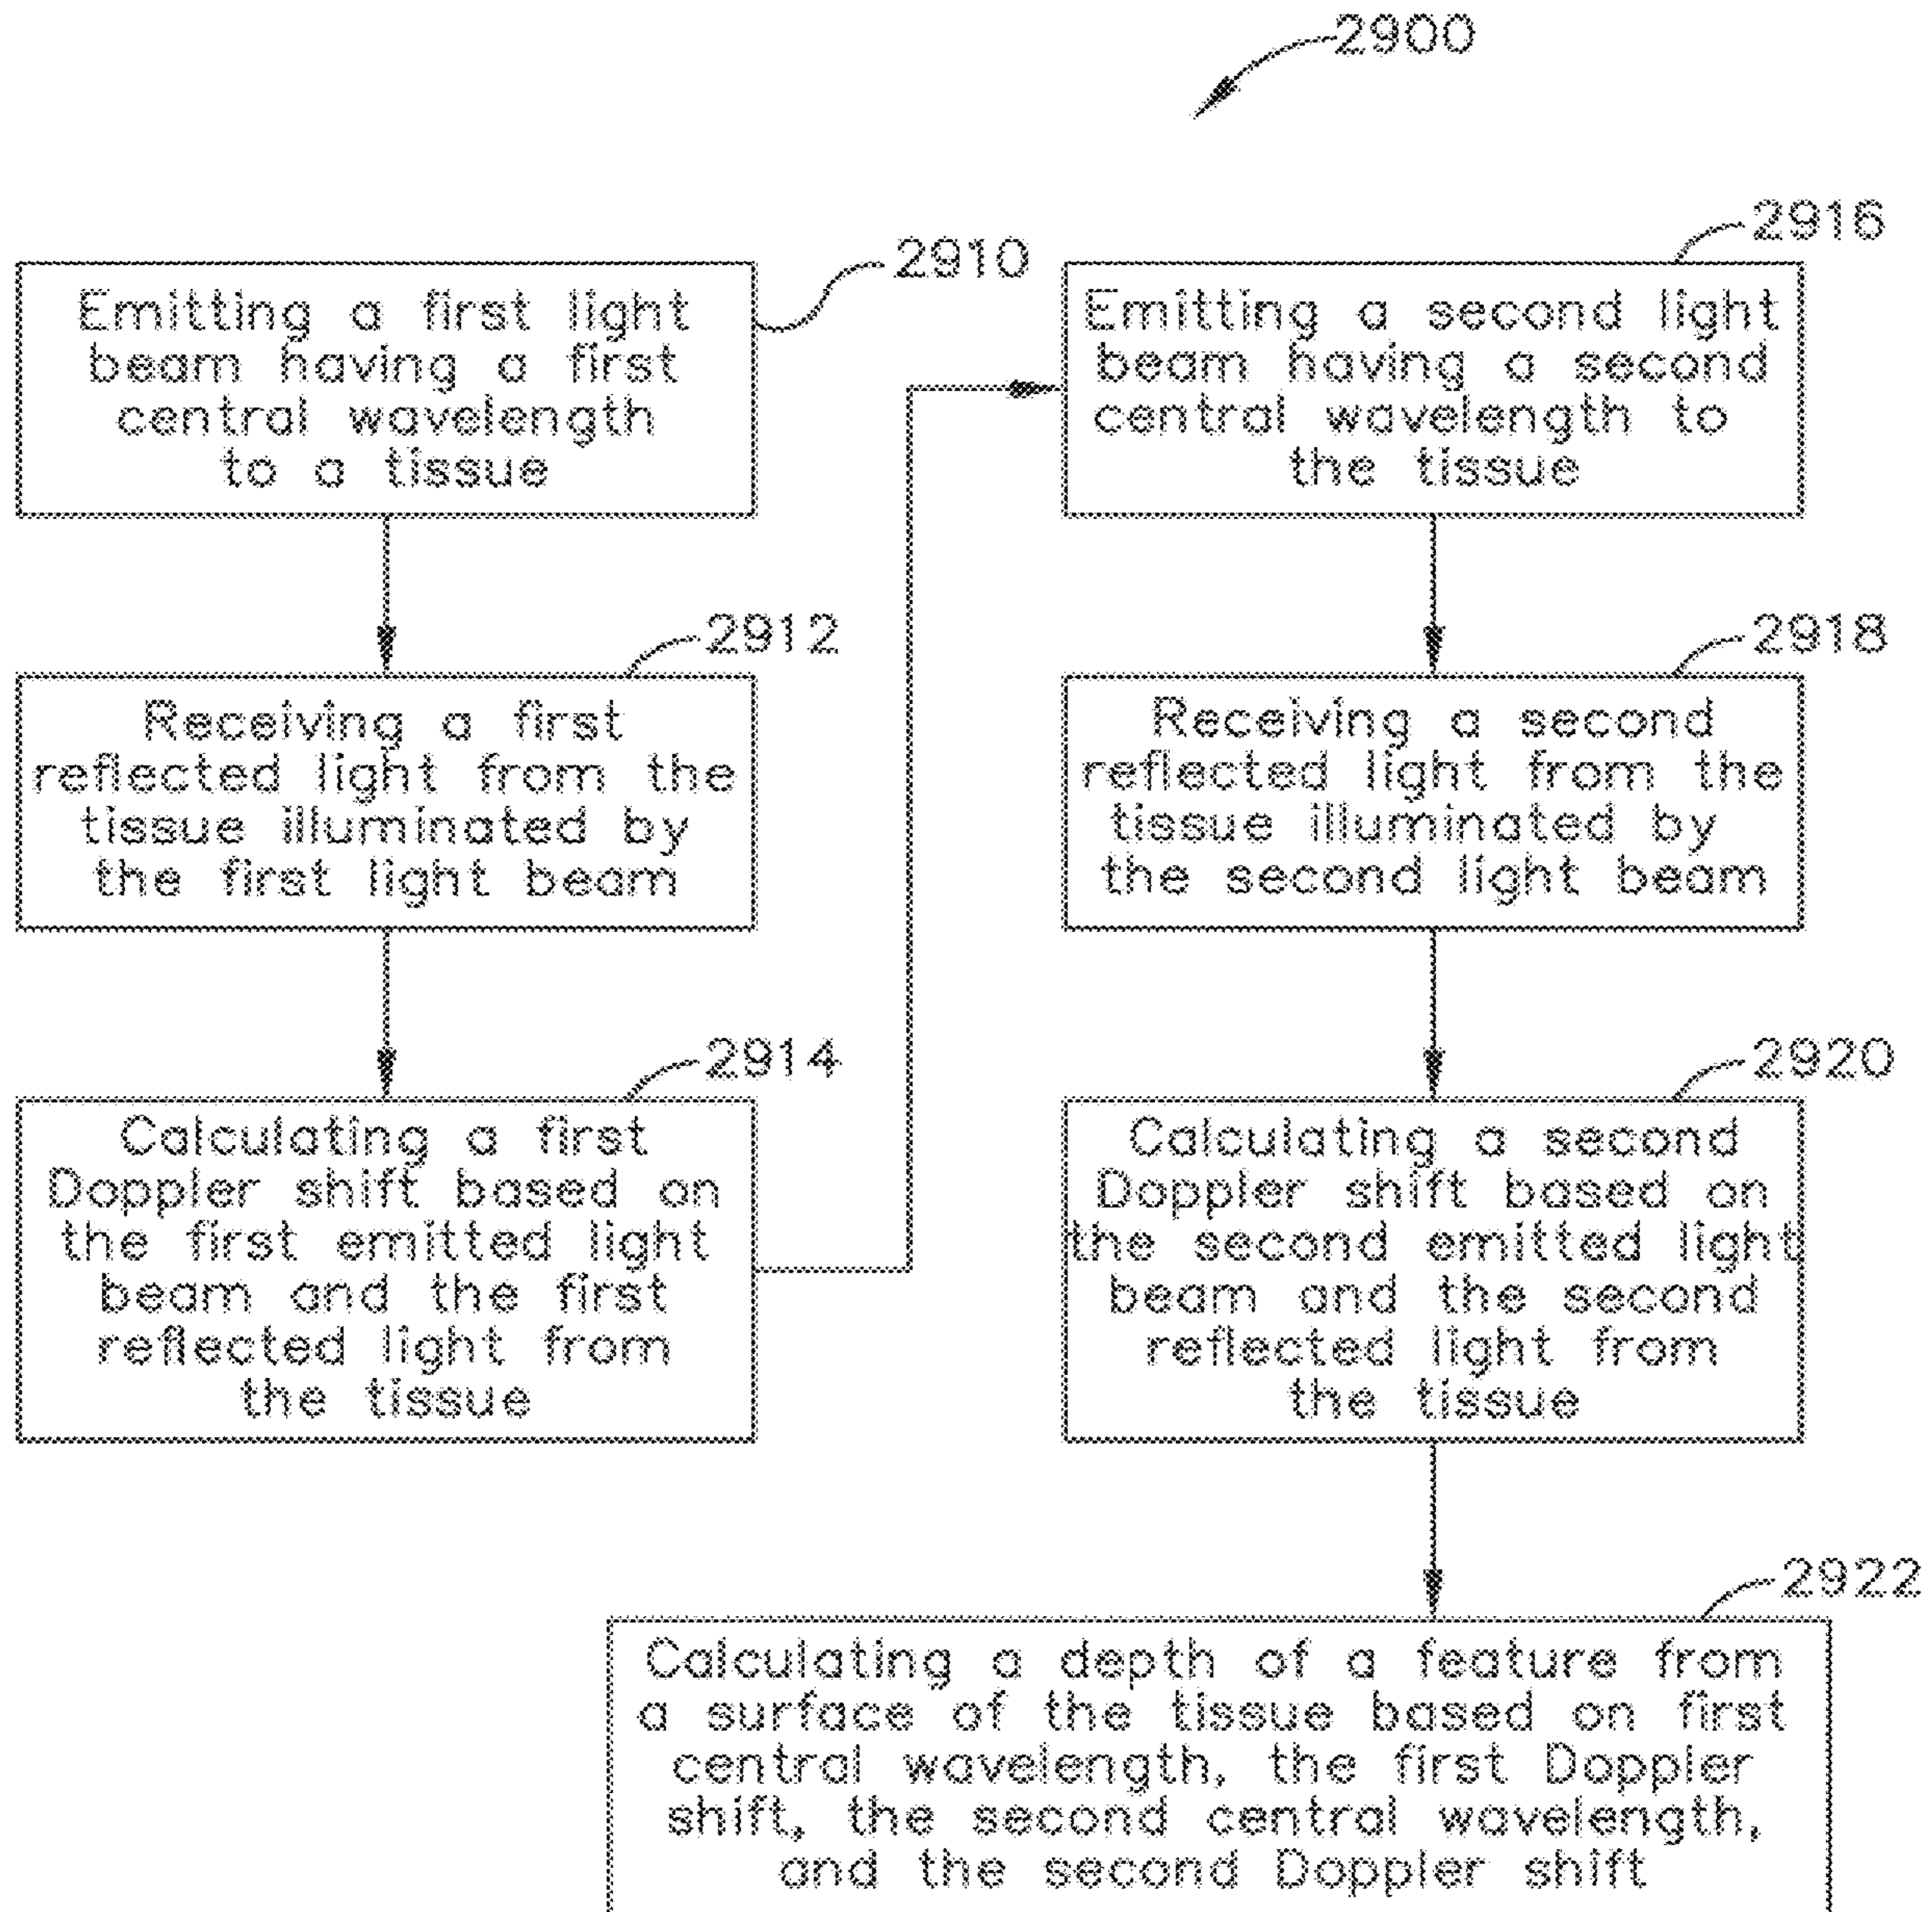 2900
2910
Emitting a first light
beam having a first
central wavelength
to a tissue
2912
Receiving a first
reflected light from the
tissue illuminated by
the first light beam
2914
Calculating a first
Doppler shift based on
the first emitted light
beam and the first
reflected light from
the tissue
2916
Emitting a second light
beam having a second
central wavelength to
the tissue
2918
Receiving a second
reflected light from the
tissue illuminated by
the second light beam
2920
Calculating a second
Doppler shift based on
the second emitted light
beam and the second
reflected light from
the tissue
2922
Calculating a depth of a feature from
a surface of the tissue based on first
central wavelength, the first Doppler
shift, the second central wavelength,
and the second Doppler shift